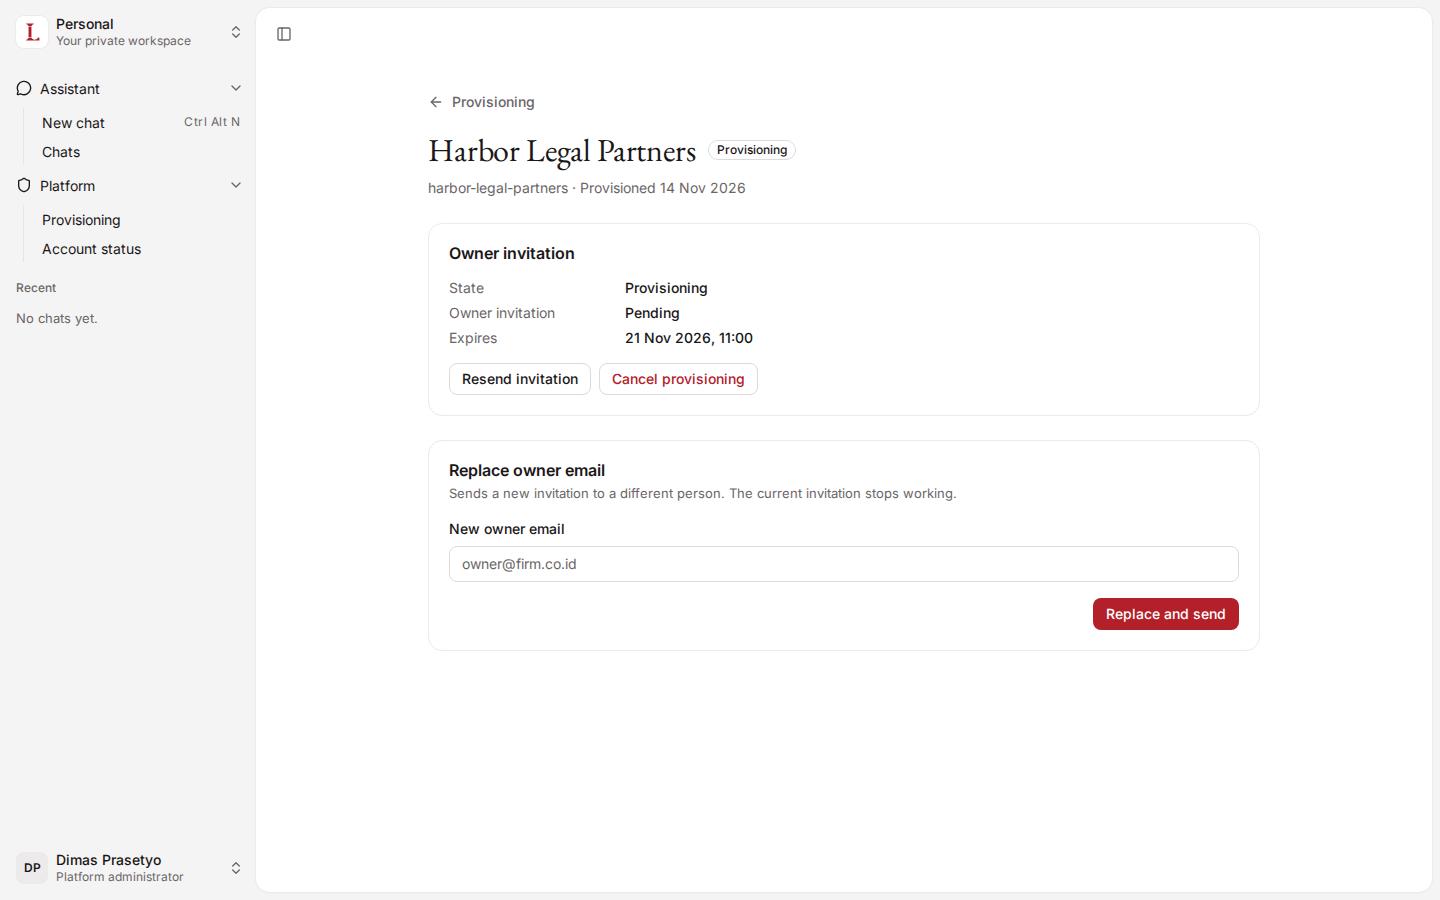 L
Personal
Your private workspace
Assistant
New chat
Ctrl Alt N
Chats
Platform
Provisioning
Account status
Recent
No chats yet.
DP
Dimas Prasetyo
Platform administrator
Provisioning
Harbor Legal Partners
Provisioning
harbor-legal-partners · Provisioned 14 Nov 2026
Owner invitation
State Provisioning
Owner invitation Pending
Expires 21 Nov 2026, 11:00
Resend invitation
Cancel provisioning
Replace owner email
Sends a new invitation to a different person. The current invitation stops working.
New owner email
owner@firm.co.id
Replace and send